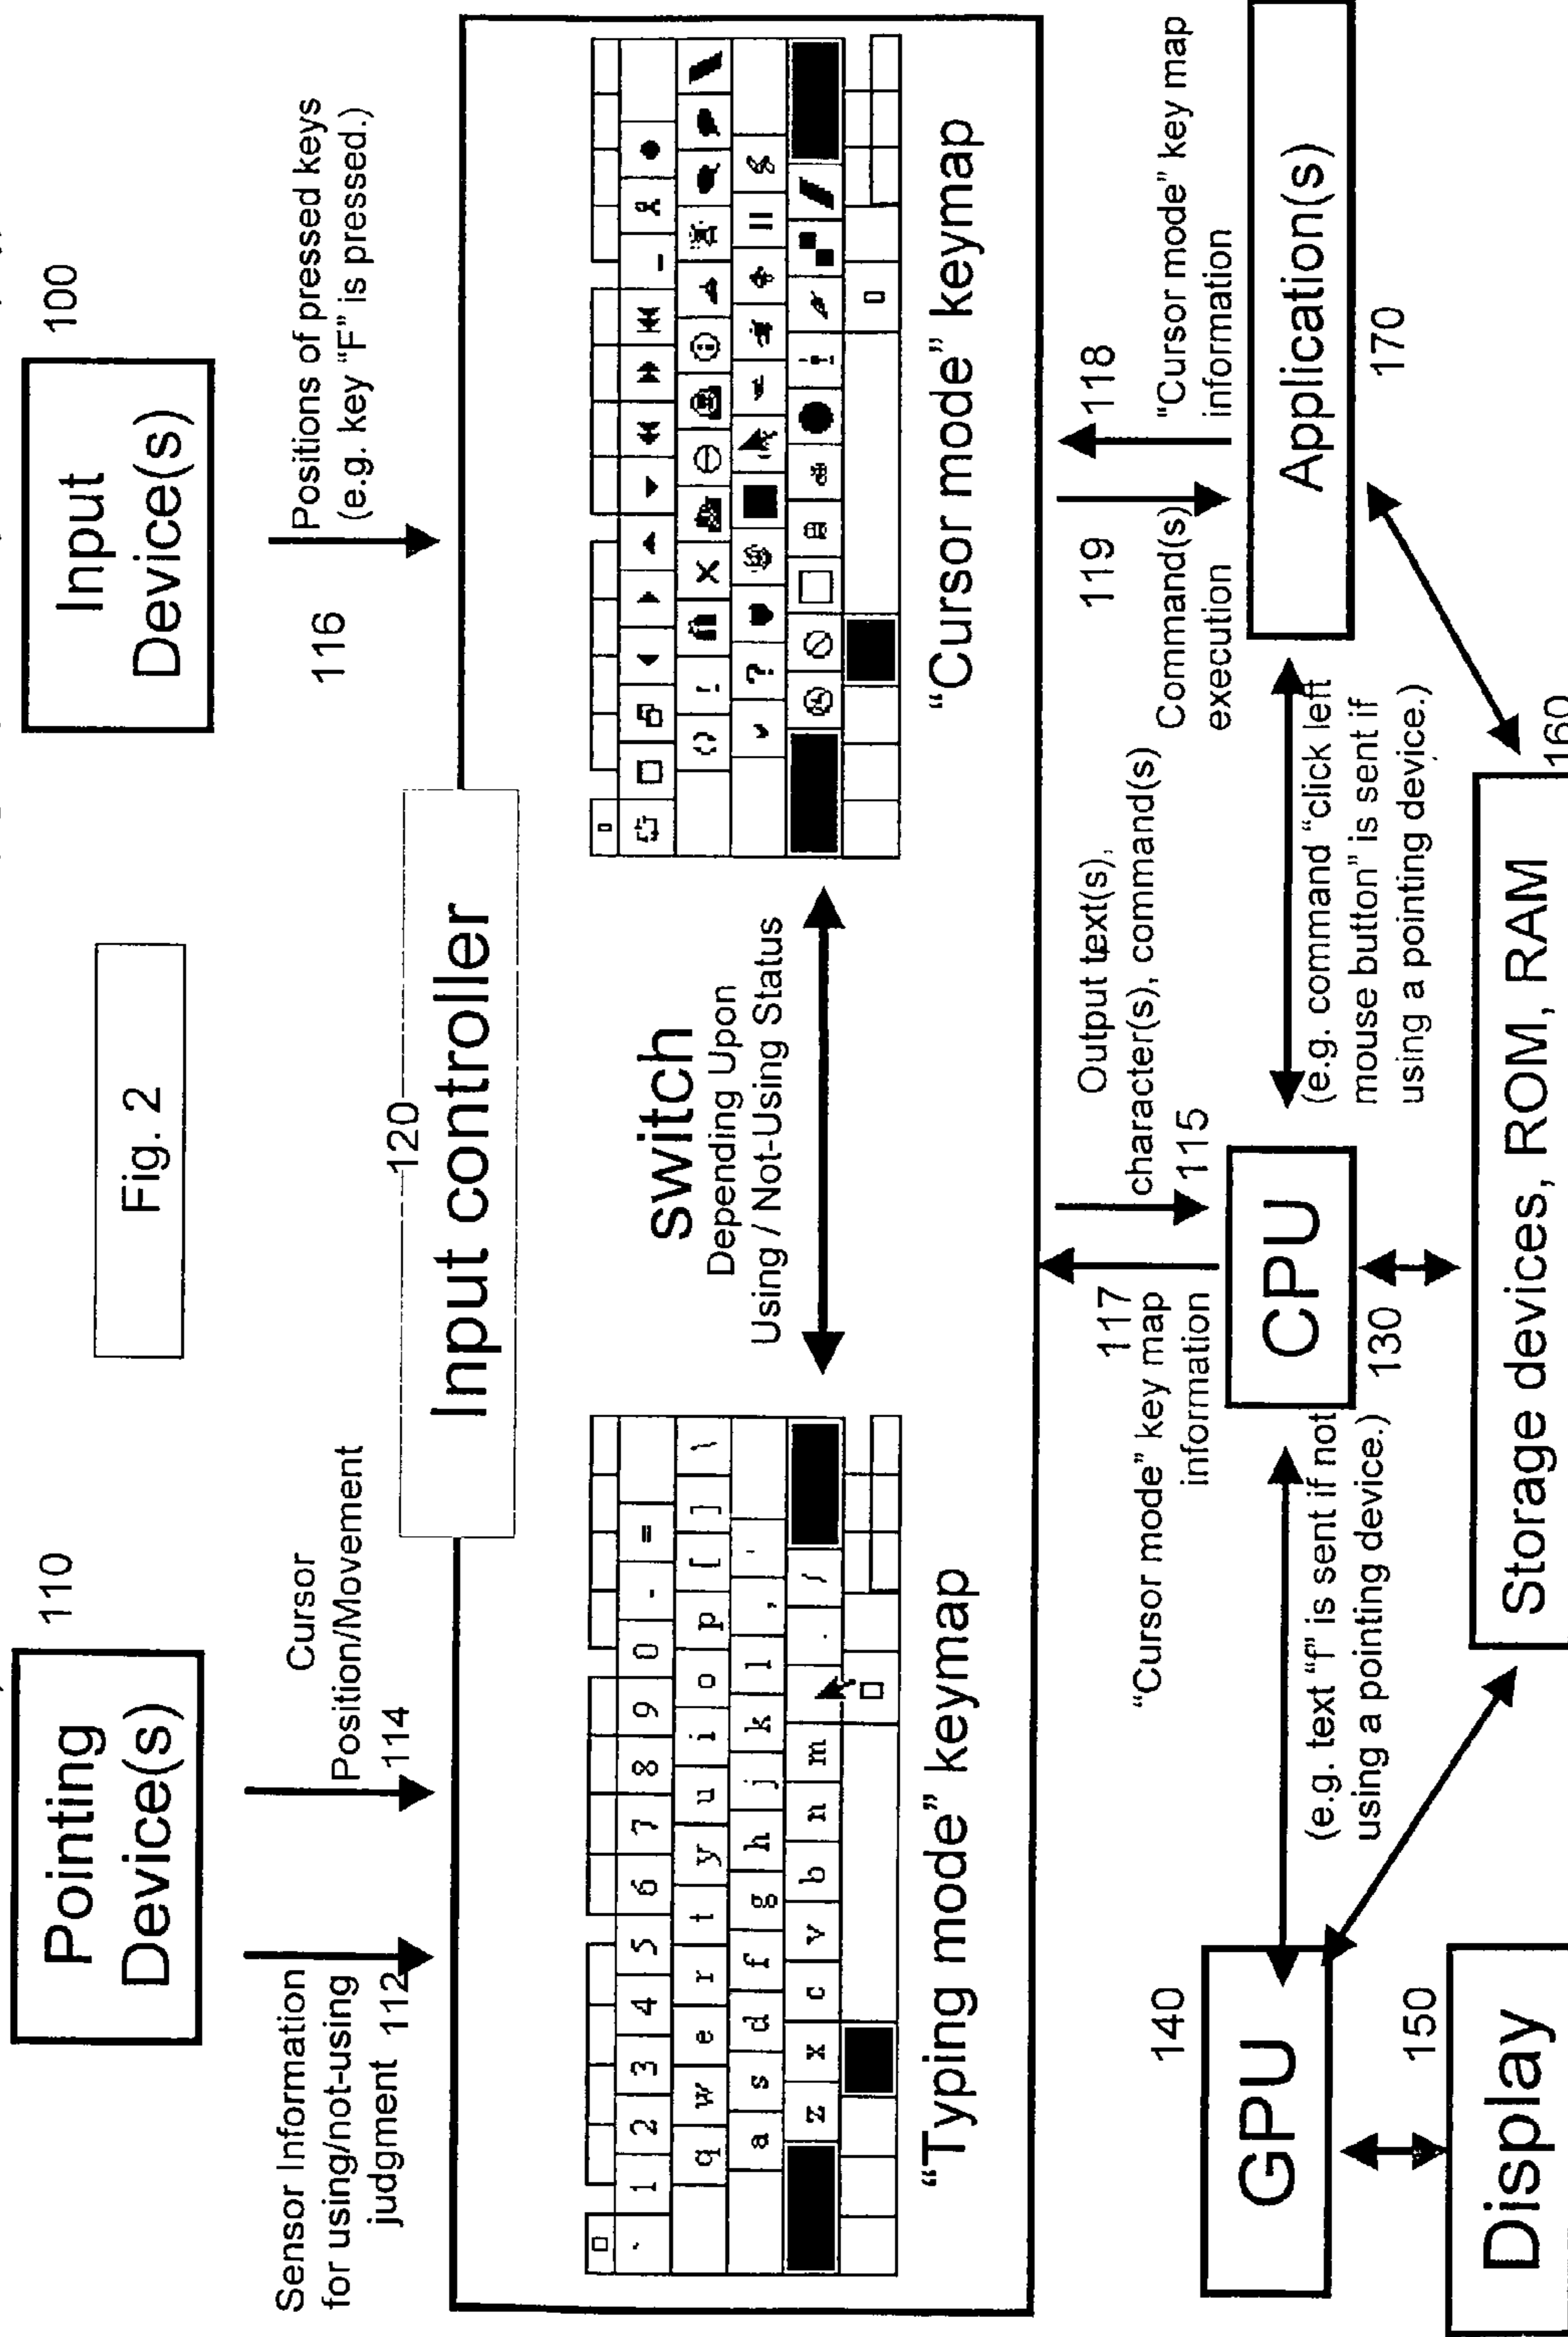 Fig. 2
Pointing
Device(s)
110
Input
Device(s)
100
Sensor Information
for using/not-using
judgment 112
Cursor
Position/Movement
114
116
Positions of pressed keys
(e.g. key "F" is pressed.)
120
Input controller
` 1 2 3 4 5 6 7 8 9 0 - =
q w e r t y u i o p [ ] \
a s d f g h j k l , '
z x c v b n m . /
"Typing mode" keymap
switch
Depending Upon
Using / Not-Using Status
! X
? =
"Cursor mode" keymap
117
"Cursor mode" key map
information
Output text(s),
character(s), command(s)
115
119
Command(s)
execution
118
"Cursor mode" key map
information
140
GPU
(e.g. text "f" is sent if not
using a pointing device.)
CPU
130
(e.g. command "click left
mouse button" is sent if
using a pointing device.)
Application(s)
170
150
Display
Storage devices, ROM, RAM
160